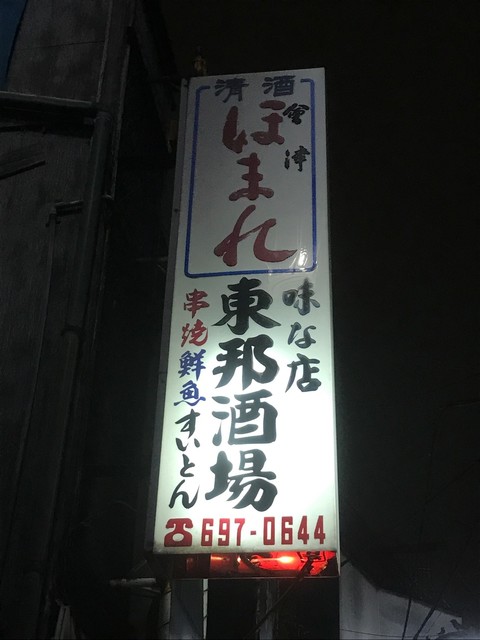 清酒
會津
ほまれ
味な店
東邦酒場
串焼鮮魚すいとん
☎697-0644